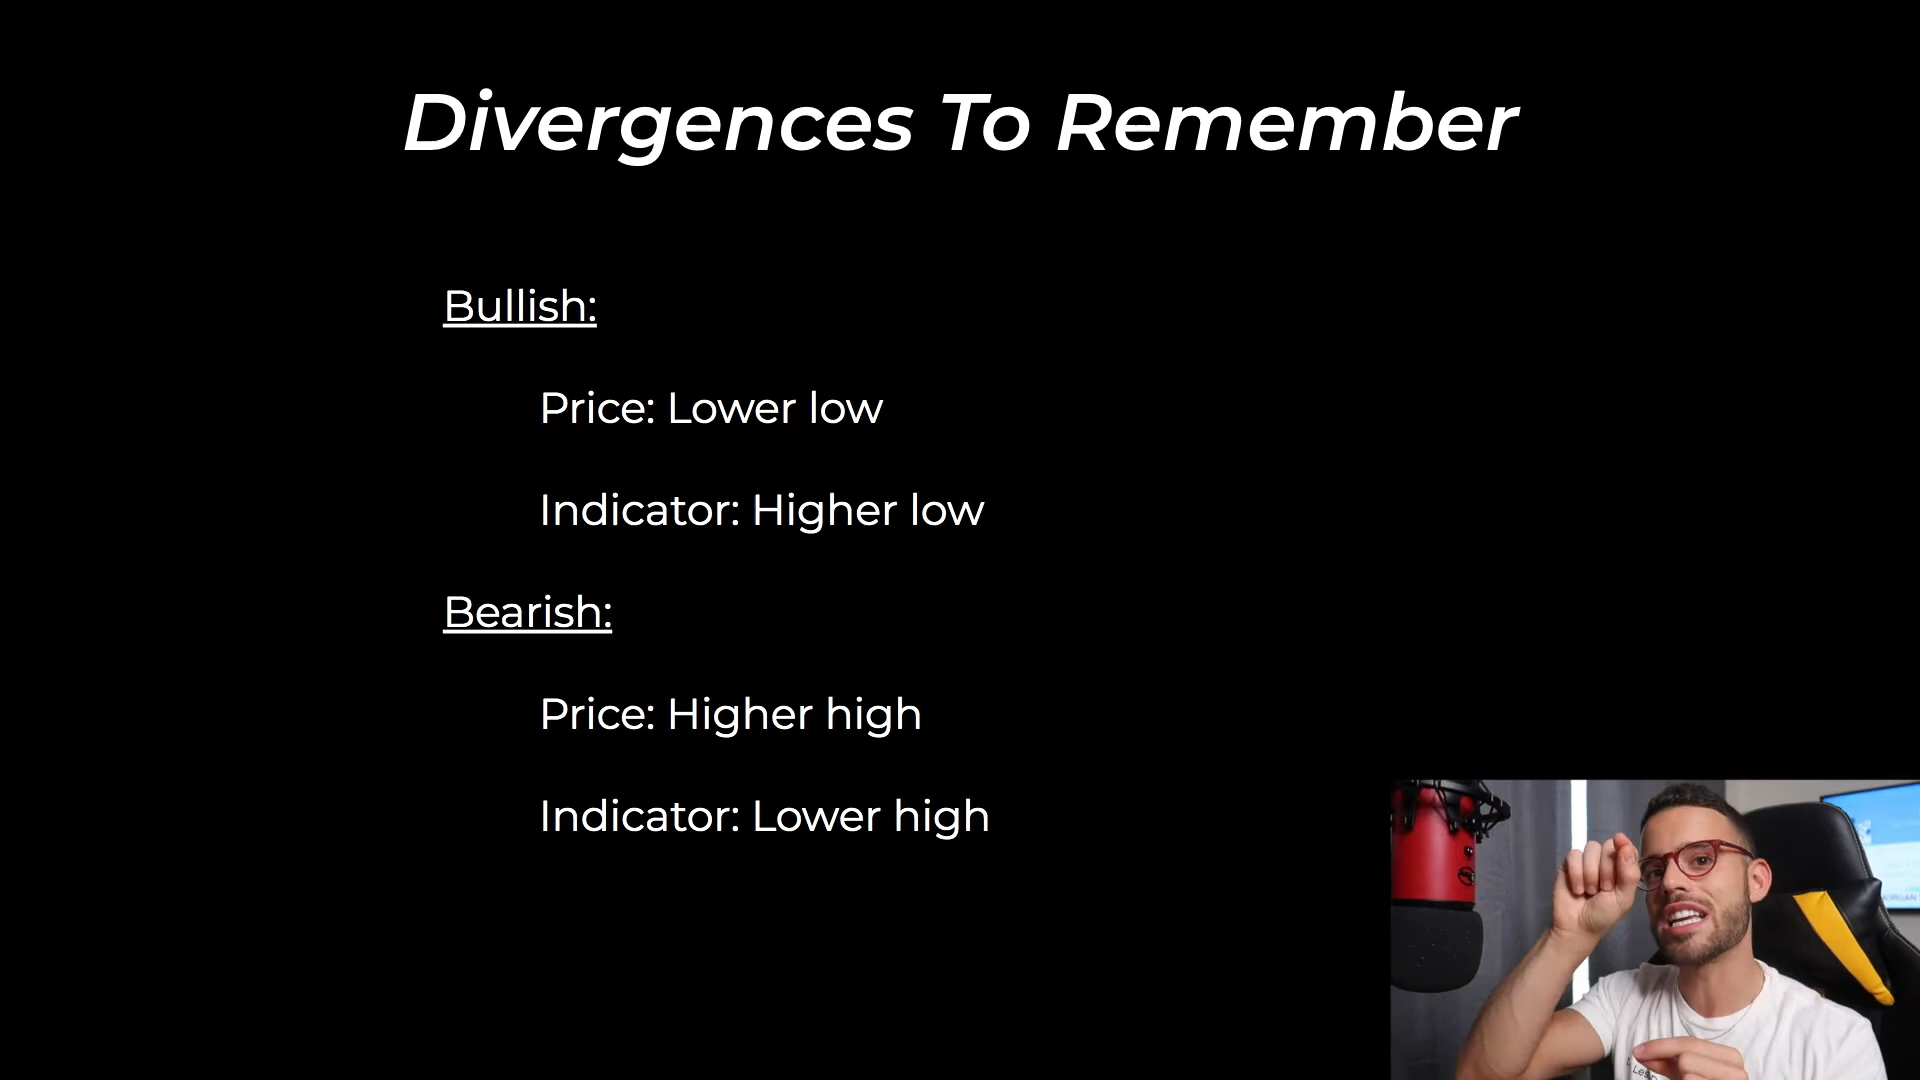 Divergences To Remember
Bullish:
Price: Lower low
Indicator: Higher low
Bearish:
Price: Higher high
Indicator: Lower high